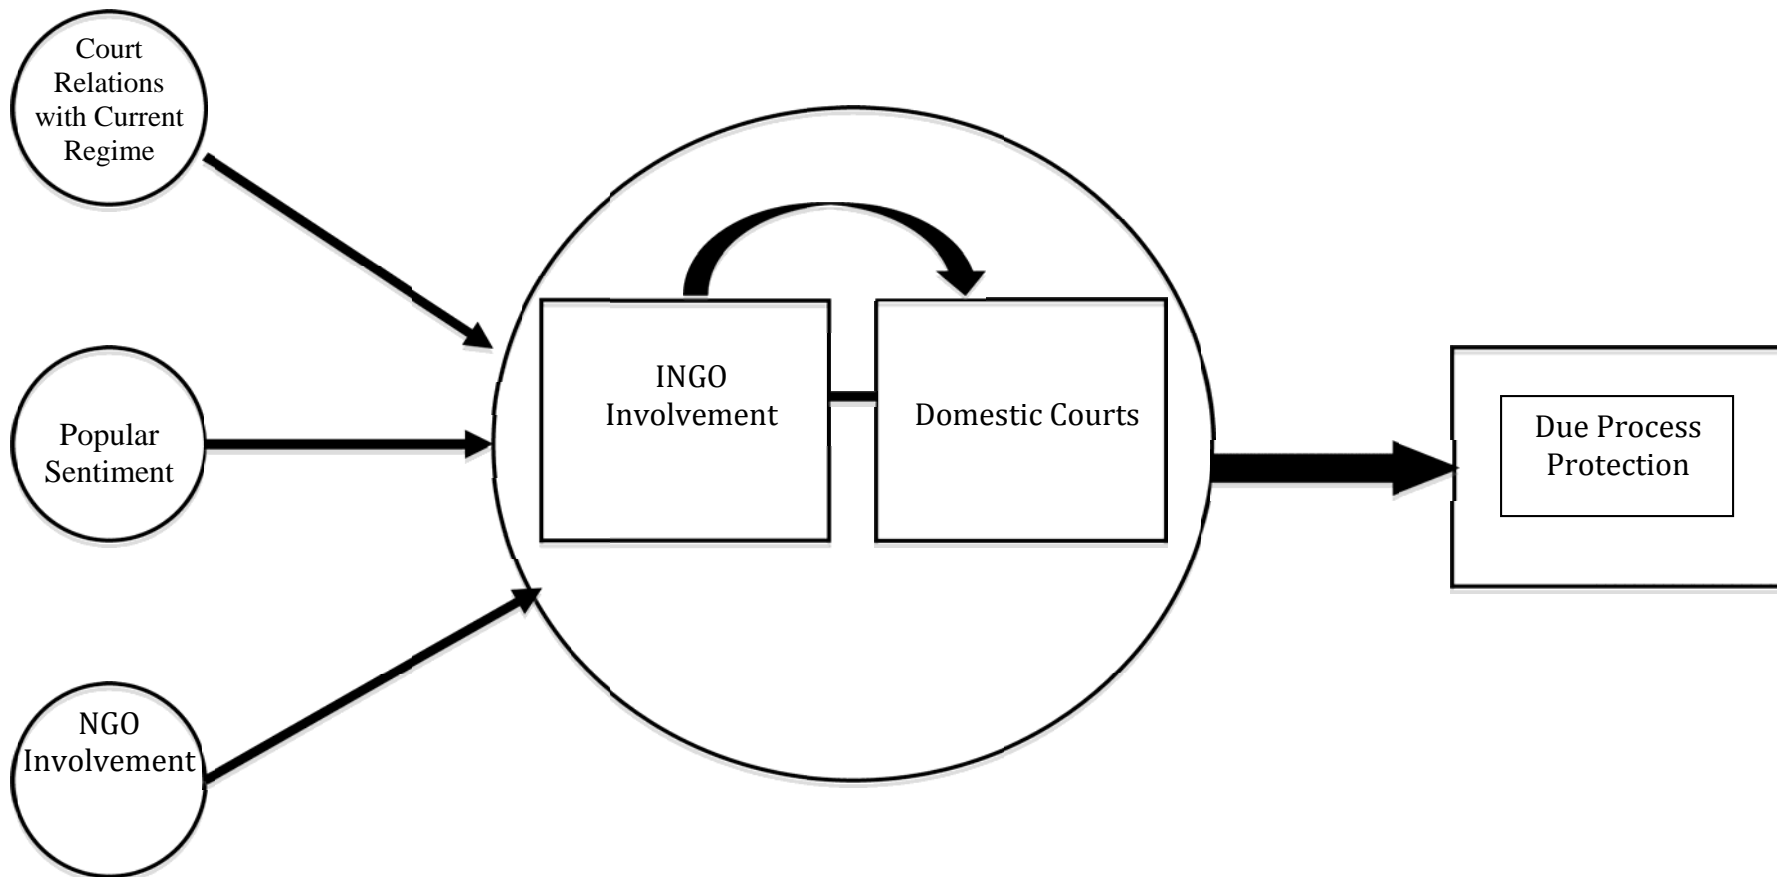 Court
Relations
with Current
Regime
Popular
Sentiment
NGO
Involvement
INGO
Involvement
Domestic Courts
Due Process
Protection